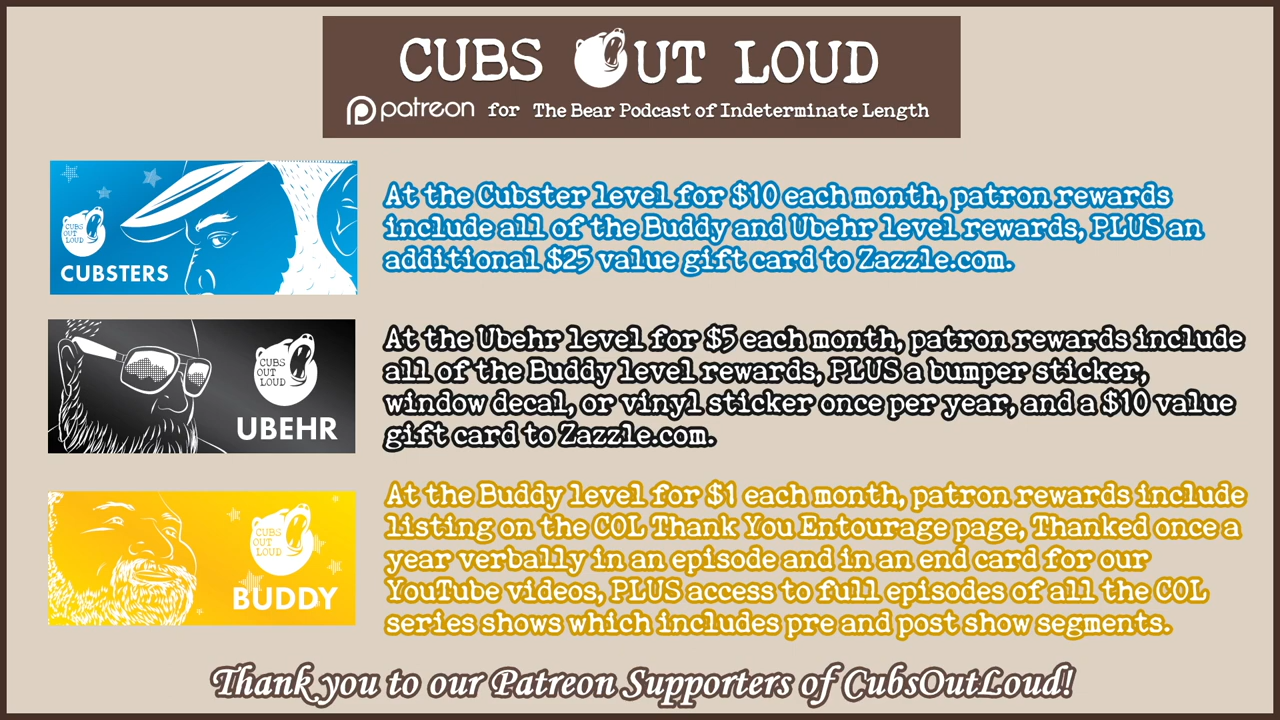 CUBS OUT LOUD
patreon for The Bear Podcast of Indeterminate Length
CUBS
OUT
LOUD
CUBSTERS
At the Cubster level for $10 each month, patron rewards
include all of the Buddy and Ubehr level rewards, PLUS an
additional $25 value gift card to Zazzle.com.
CUBS
OUT
LOUD
UBEHR
At the Ubehr level for $5 each month, patron rewards include
all of the Buddy level rewards, PLUS a bumper sticker,
window decal, or vinyl sticker once per year, and a $10 value
gift card to Zazzle.com.
CUBS
OUT
LOUD
BUDDY
At the Buddy level for $1 each month, patron rewards include
listing on the COL Thank You Entourage page, Thanked once a
year verbally in an episode and in an end card for our
YouTube videos, PLUS access to full episodes of all the COL
series shows which includes pre and post show segments.
Thank you to our Patreon Supporters of CubsOutLoud!